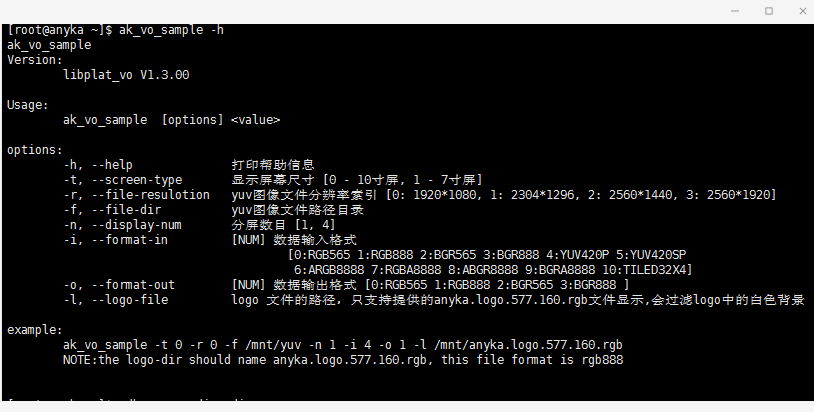 [root@anyka ~]$ ak_vo_sample -h
ak_vo_sample
Version:
libplat_vo V1.3.00
Usage:
ak_vo_sample [options] <value>
options:
-h, --help 打印帮助信息
-t, --screen-type 显示屏幕尺寸 [0 - 10寸屏, 1 - 7寸屏]
-r, --file-resulotion yuv图像文件分辨率索引 [0: 1920*1080, 1: 2304*1296, 2: 2560*1440, 3: 2560*1920]
-f, --file-dir yuv图像文件路径目录
-n, --display-num 分屏数目 [1, 4]
-i, --format-in [NUM] 数据输入格式
[0:RGB565 1:RGB888 2:BGR565 3:BGR888 4:YUV420P 5:YUV420SP
6:ARGB8888 7:RGBA8888 8:ABGR8888 9:BGRA8888 10:TILED32X4]
-o, --format-out [NUM] 数据输出格式 [0:RGB565 1:RGB888 2:BGR565 3:BGR888 ]
-l, --logo-file logo 文件的路径, 只支持提供的anyka.logo.577.160.rgb文件显示,会过滤logo中的白色背景
example:
ak_vo_sample -t 0 -r 0 -f /mnt/yuv -n 1 -i 4 -o 1 -l /mnt/anyka.logo.577.160.rgb
NOTE:the logo-dir should name anyka.logo.577.160.rgb, this file format is rgb888